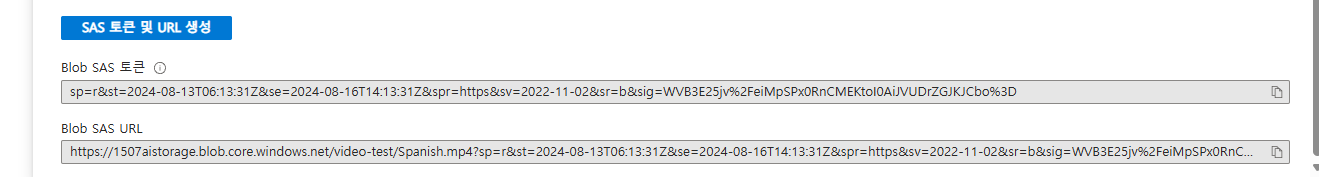 SAS 토큰 및 URL 생성
Blob SAS 토큰
sp=r&st=2024-08-13T06:13:31Z&se=2024-08-16T14:13:31Z&spr=https&sv=2022-11-02&sr=b&sig=WVB3E25jv%2FeiMpSPx0RnCMEKtoI0AiJVUDrZGJKJCbo%3D
Blob SAS URL
https://1507aistorage.blob.core.windows.net/video-test/Spanish.mp4?sp=r&st=2024-08-13T06:13:31Z&se=2024-08-16T14:13:31Z&spr=https&sv=2022-11-02&sr=b&sig=WVB3E25jv%2FeiMpSPx0RnC...